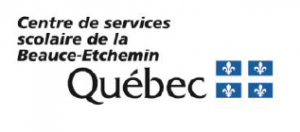 Centre de services
scolaire de la
Beauce-Etchemin
Québec